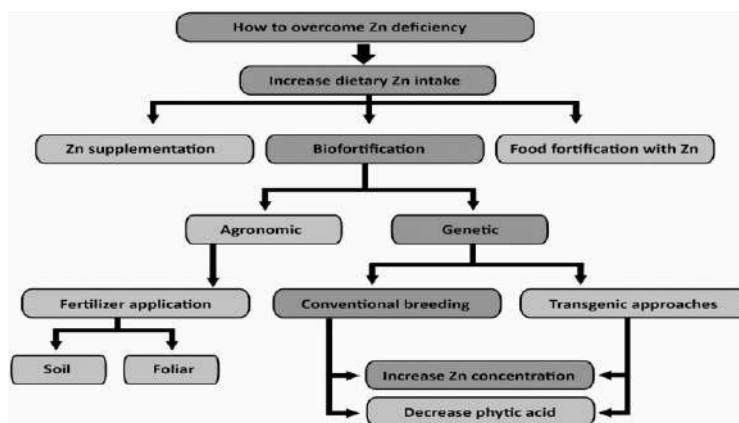 How to overcome Zn deficiency
Increase dietary Zn intake
Zn supplementation
Biofortification
Food fortification with Zn
Agronomic
Genetic
Fertilizer application
Conventional breeding
Transgenic approaches
Soil
Foliar
Increase Zn concentration
Decrease phytic acid